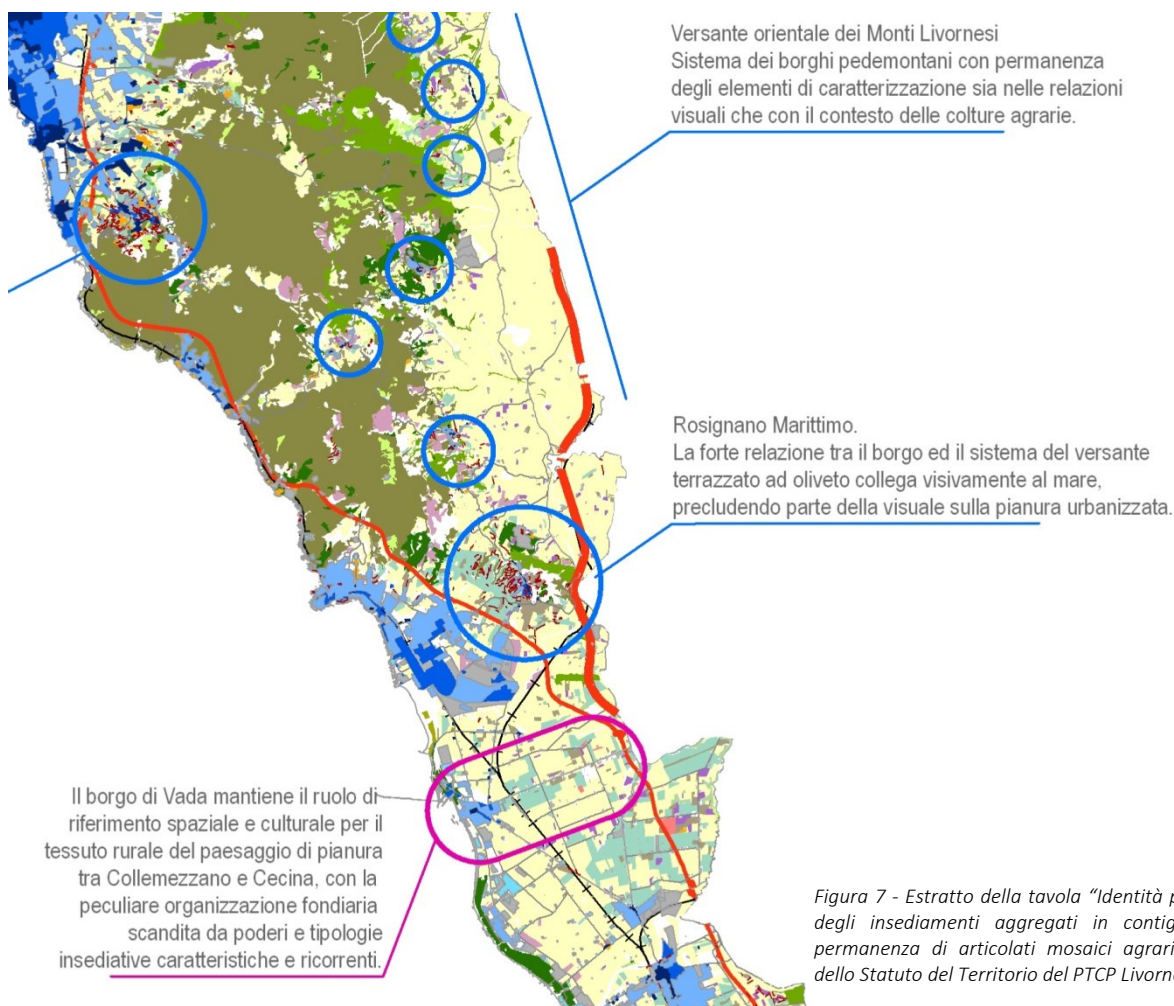 Versante orientale dei Monti Livornesi
Sistema dei borghi pedemontani con permanenza
degli elementi di caratterizzazione sia nelle relazioni
visuali che con il contesto delle colture agrarie.
Rosignano Marittimo.
La forte relazione tra il borgo ed il sistema del versante
terrazzato ad oliveto collega visivamente al mare,
precludendo parte della visuale sulla pianura urbanizzata.
Il borgo di Vada mantiene il ruolo di
riferimento spaziale e culturale per il
tessuto rurale del paesaggio di pianura
tra Collemezzano e Cecina, con la
peculiare organizzazione fondiaria
scandita da poderi e tipologie
insediative caratteristiche e ricorrenti.
Figura 7 - Estratto della tavola “Identità p
degli insediamenti aggregati in contig
permanenza di articolati mosaici agrari
dello Statuto del Territorio del PTCP Livorn